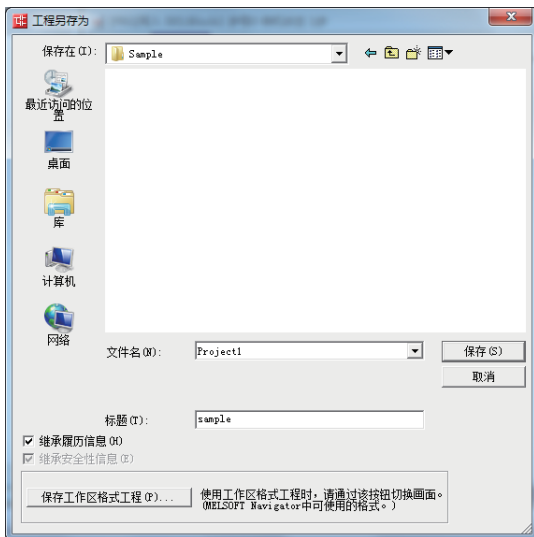 工程另存为
保存在(I):
Sample
最近访问的位
置
桌面
库
计算机
网络
文件名(N):
Project1
保存(S)
取消
标题(T):
sample
继承履历信息(H)
继承安全性信息(E)
保存工作区格式工程(P)...
使用工作区格式工程时，请通过该按钮切换画面。
(MELSOFT Navigator中可使用的格式。)